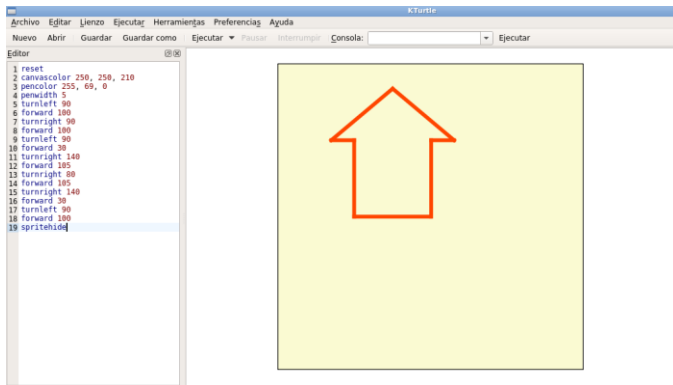 KTurtle
Archivo Editar Lienzo Ejecutar Herramientas Preferencias Ayuda
Nuevo Abrir Guardar Guardar como Ejecutar Pausar Interrumpir Consola: Ejecutar
Editor
1 reset
2 canvascolor 250, 250, 210
3 pencolor 255, 69, 0
4 penwidth 5
5 turnleft 90
6 forward 100
7 turnright 90
8 forward 100
9 turnleft 90
10 forward 30
11 turnright 140
12 forward 105
13 turnright 80
14 forward 105
15 turnright 140
16 forward 30
17 turnleft 90
18 forward 100
19 spritehide